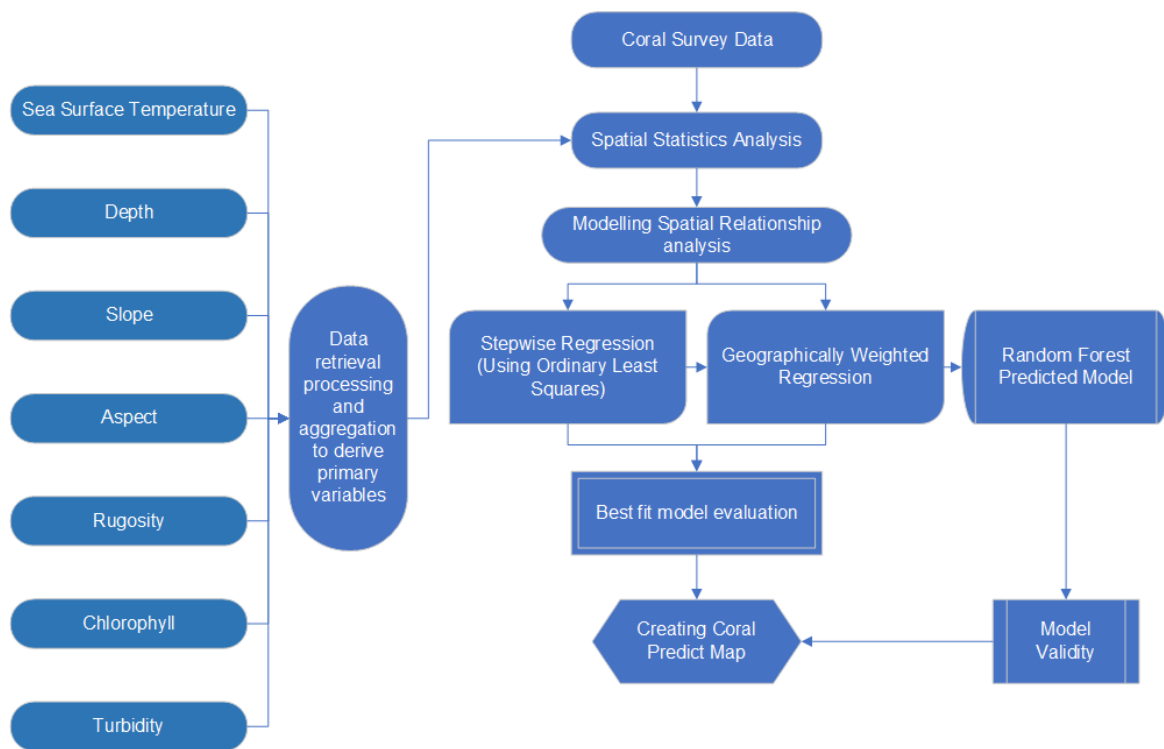 Coral Survey Data
Sea Surface Temperature
Spatial Statistics Analysis
Depth
Modelling Spatial Relationship
analysis
Slope
Data
retrieval
processing
and
aggregation
to derive
primary
variables
Stepwise Regression
(Using Ordinary Least
Squares)
Geographically Weighted
Regression
Random Forest
Predicted Model
Aspect
Rugosity
Best fit model evaluation
Chlorophyll
Creating Coral
Predict Map
Model
Validity
Turbidity